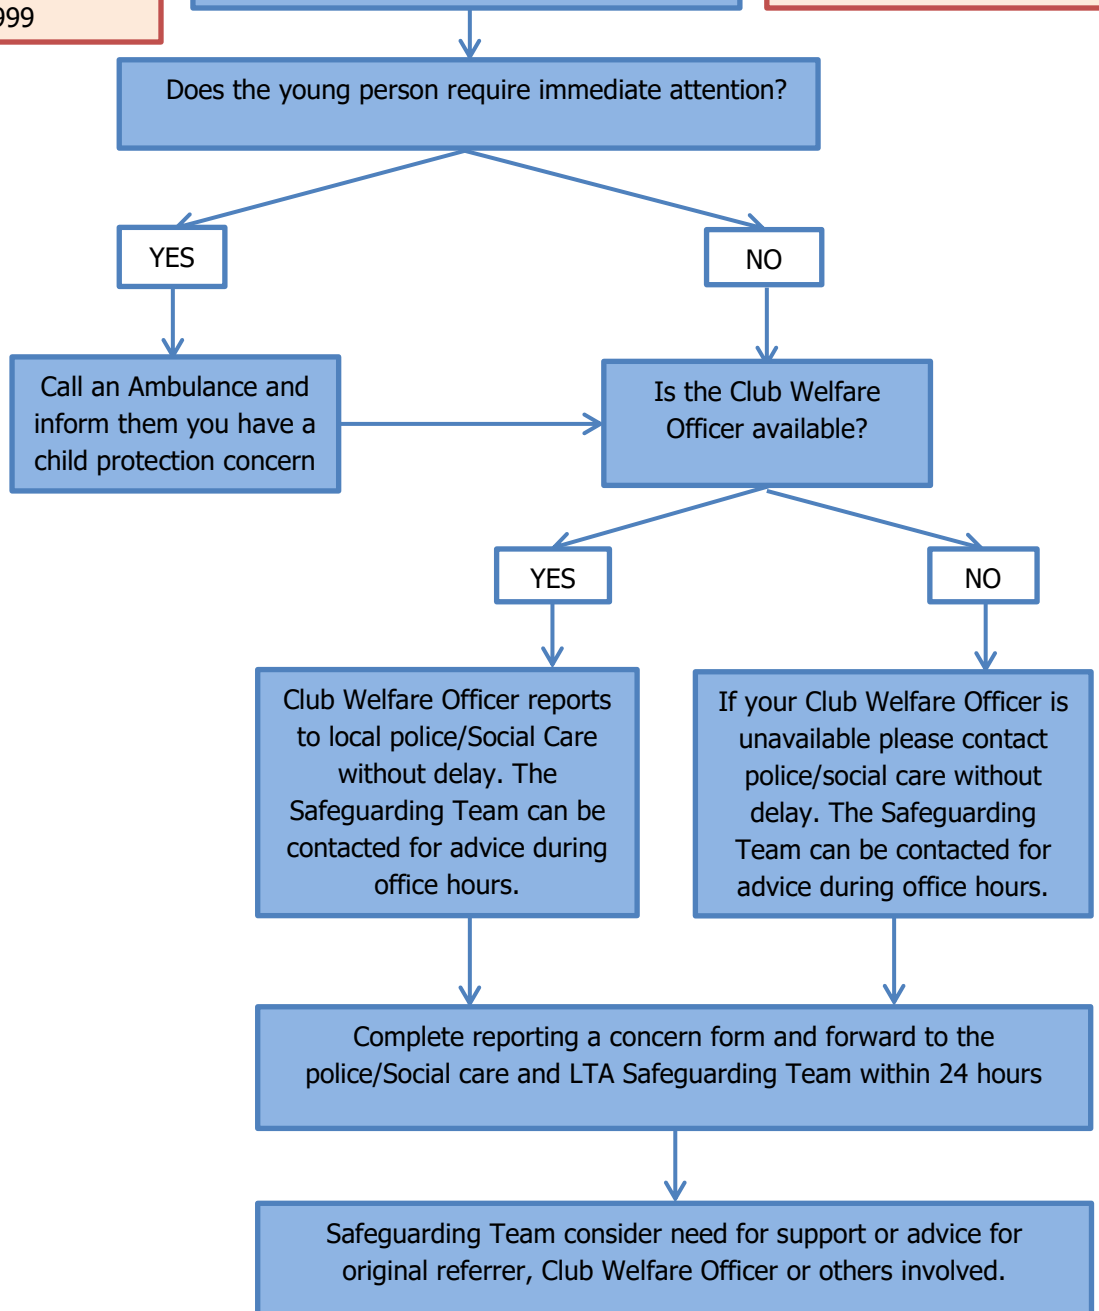 999
Does the young person require immediate attention?
YES
NO
Call an Ambulance and
inform them you have a
child protection concern
Is the Club Welfare
Officer available?
YES
NO
Club Welfare Officer reports
to local police/Social Care
without delay. The
Safeguarding Team can be
contacted for advice during
office hours.
If your Club Welfare Officer is
unavailable please contact
police/social care without
delay. The Safeguarding
Team can be contacted for
advice during office hours.
Complete reporting a concern form and forward to the
police/Social care and LTA Safeguarding Team within 24 hours
Safeguarding Team consider need for support or advice for
original referrer, Club Welfare Officer or others involved.